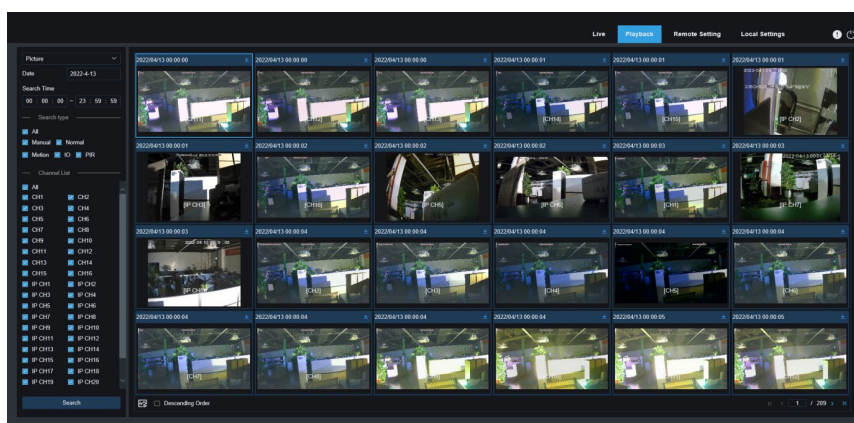 Live Playback Remote Setting Local Settings
Picture
Date 2022-4-13
Search Time
00 : 00 : 00 ~ 23 : 59 : 59
Search type
All
Manual Normal
Motion IO PIR
Channel List
All
CH1 CH2
CH3 CH4
CH5 CH6
CH7 CH8
CH9 CH10
CH11 CH12
CH13 CH14
CH15 CH16
IP CH1 IP CH2
IP CH3 IP CH4
IP CH5 IP CH6
IP CH7 IP CH8
IP CH9 IP CH10
IP CH11 IP CH12
IP CH13 IP CH14
IP CH15 IP CH16
IP CH17 IP CH18
IP CH19 IP CH20
Search
2022/04/13 00:00:00 2022/04/13 00:00:00 2022/04/13 00:00:00 2022/04/13 00:00:01 2022/04/13 00:00:01 2022/04/13 00:00:01
[CH11] [CH12] [CH13] [CH14] [CH15] [IP CH2]
2022/04/13 00:00:01 2022/04/13 00:00:02 2022/04/13 00:00:02 2022/04/13 00:00:02 2022/04/13 00:00:03 2022/04/13 00:00:03
[IP CH3] [CH16] [IP CH5] [IP CH6] [CH1] [IP CH7]
2022/04/13 00:00:03 2022/04/13 00:00:04 2022/04/13 00:00:04 2022/04/13 00:00:04 2022/04/13 00:00:04 2022/04/13 00:00:04
[CH2] [CH3] [CH4] [CH5] [CH6]
2022/04/13 00:00:04 2022/04/13 00:00:04 2022/04/13 00:00:04 2022/04/13 00:00:04 2022/04/13 00:00:05 2022/04/13 00:00:05
[CH7] [CH8]
Descending Order
1 / 209